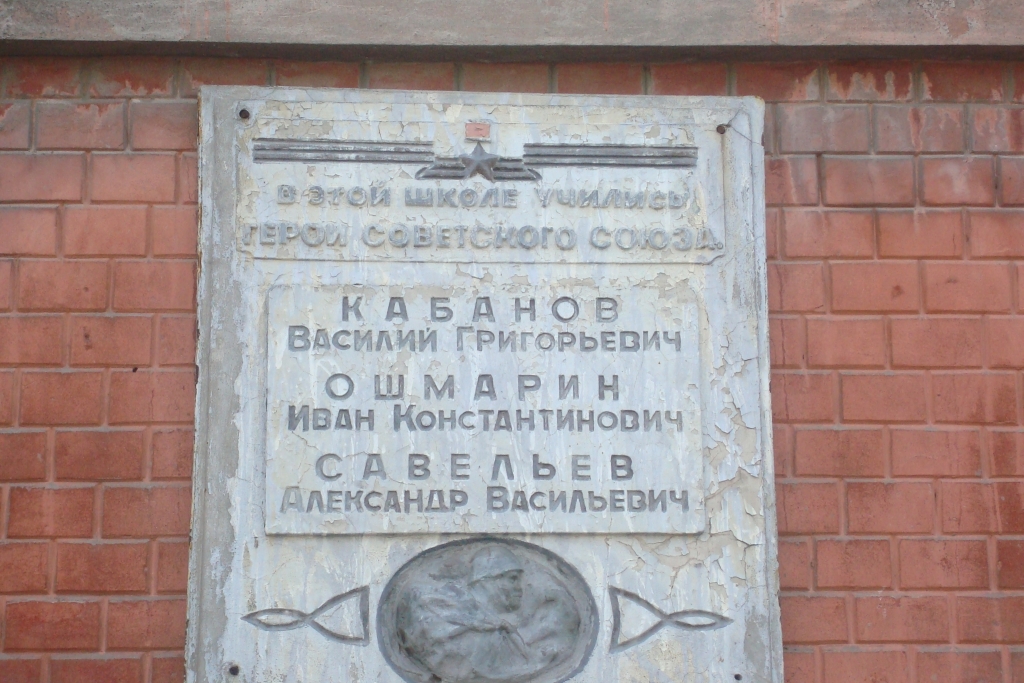 В ЭТОЙ ШКОЛЕ УЧИЛИСЬ
ГЕРОИ СОВЕТСКОГО СОЮЗА.
КАБАНОВ
ВАСИЛИЙ ГРИГОРЬЕВИЧ
ОШМАРИН
ИВАН КОНСТАНТИНОВИЧ
САВЕЛЬЕВ
АЛЕКСАНДР ВАСИЛЬЕВИЧ